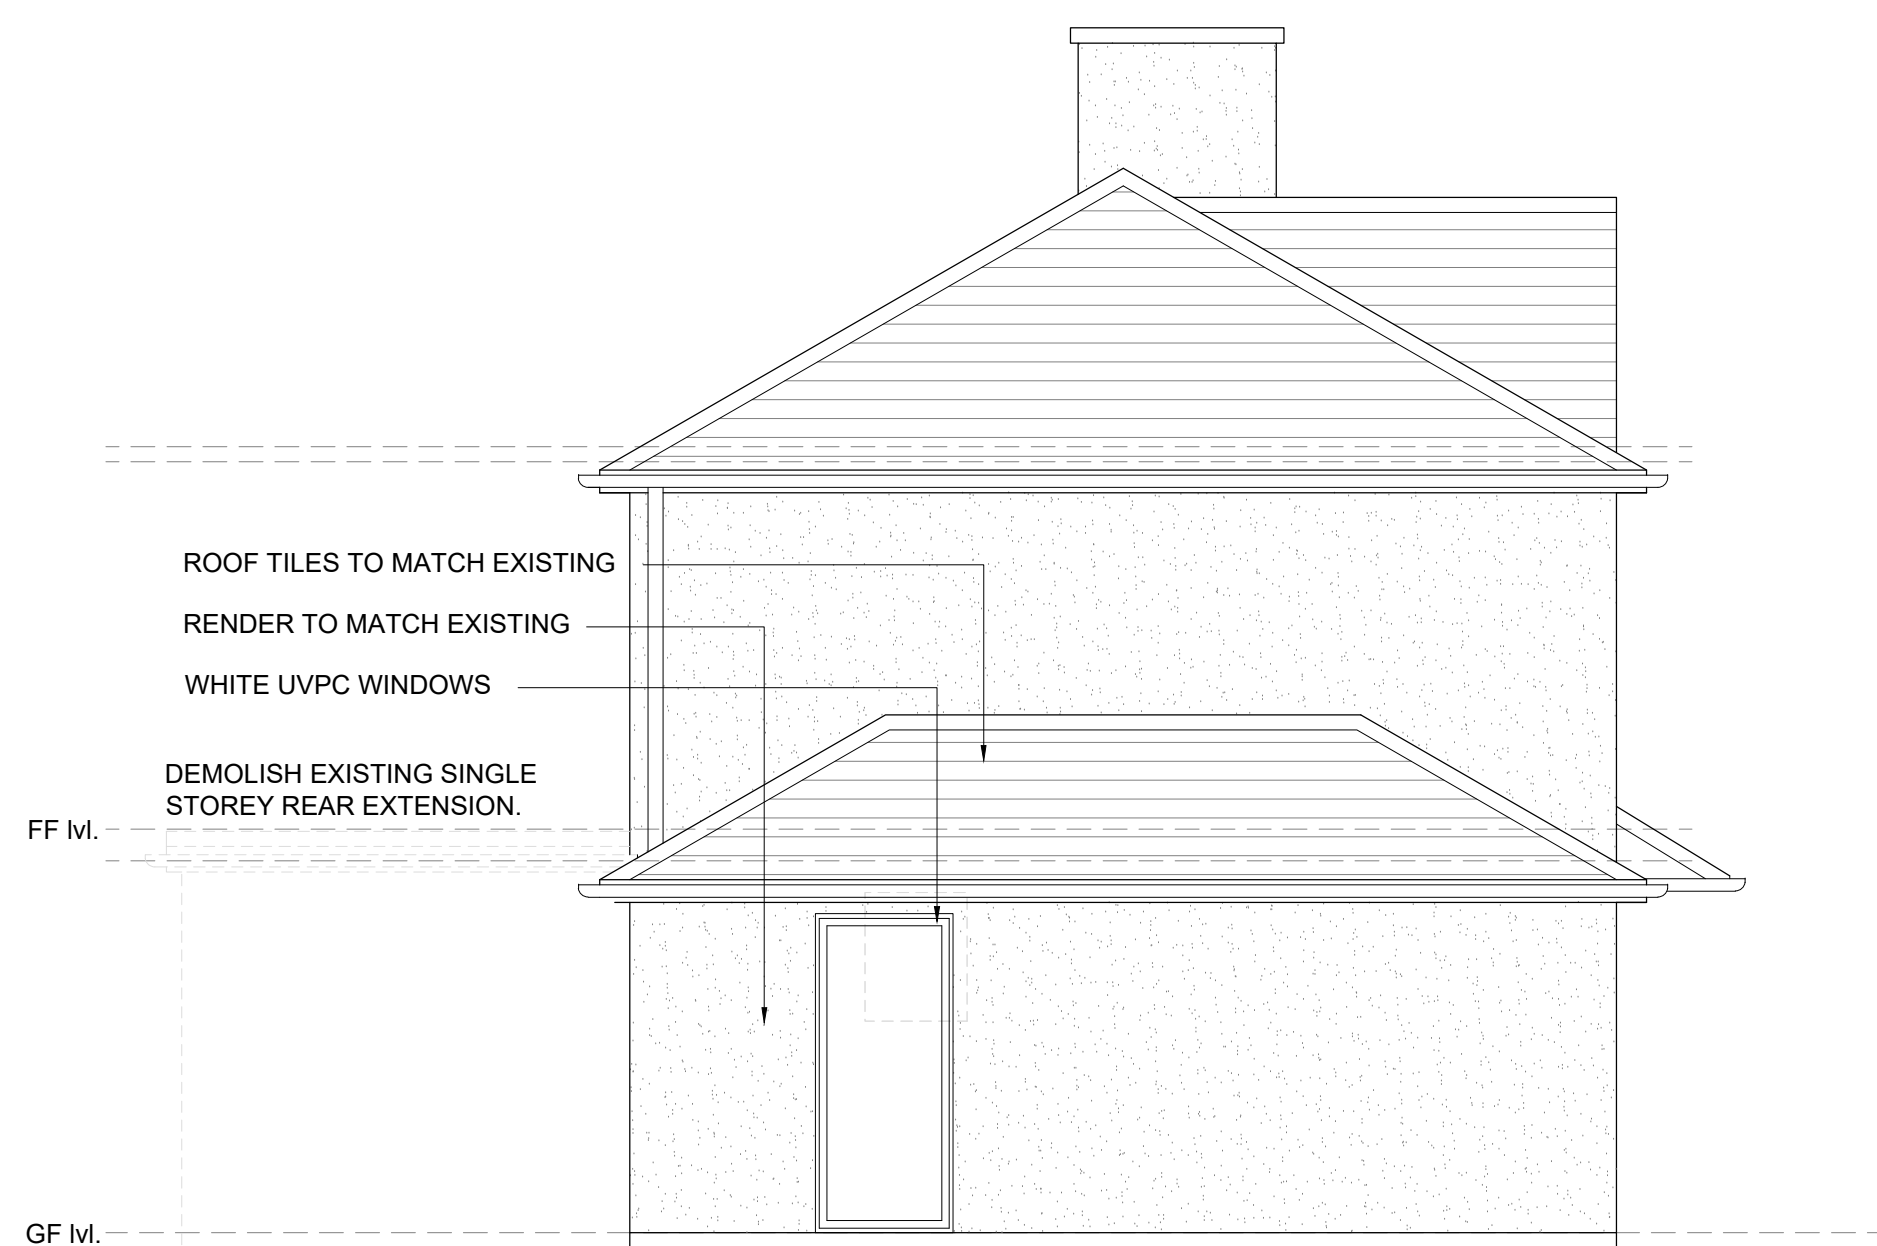 ROOF TILES TO MATCH EXISTING
RENDER TO MATCH EXISTING
WHITE UVPC WINDOWS
DEMOLISH EXISTING SINGLE
STOREY REAR EXTENSION.
FF lvl.
GF lvl.